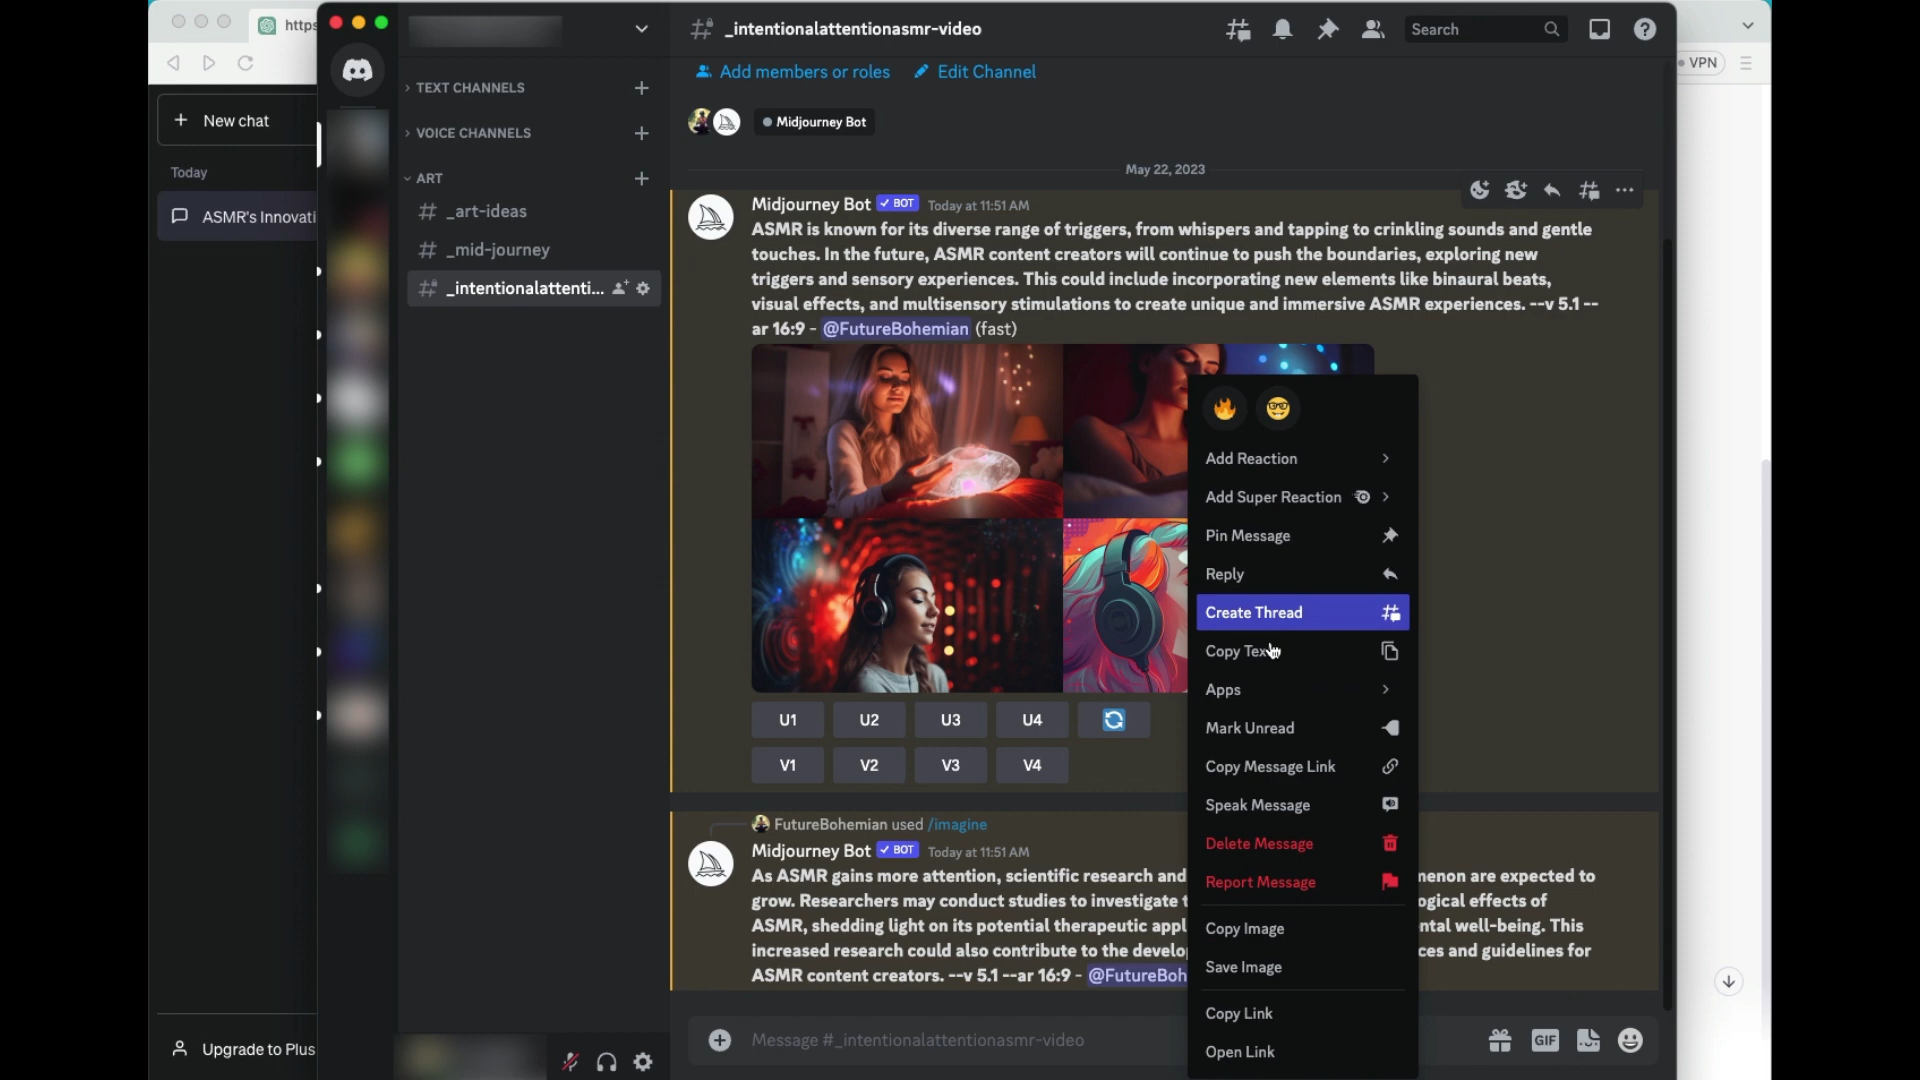 https
VPN
New chat
Today
ASMR's Innovati
Upgrade to Plus
TEXT CHANNELS
VOICE CHANNELS
ART
_art-ideas
_mid-journey
_intentionalattenti...
_intentionalattentionasmr-video
Search
Add members or roles
Edit Channel
Midjourney Bot
May 22, 2023
Midjourney Bot ✓ BOT Today at 11:51 AM
ASMR is known for its diverse range of triggers, from whispers and tapping to crinkling sounds and gentle
touches. In the future, ASMR content creators will continue to push the boundaries, exploring new
triggers and sensory experiences. This could include incorporating new elements like binaural beats,
visual effects, and multisensory stimulations to create unique and immersive ASMR experiences. --v 5.1 --
ar 16:9 - @FutureBohemian (fast)
U1 U2 U3 U4
V1 V2 V3 V4
FutureBohemian used /imagine
Midjourney Bot ✓ BOT Today at 11:51 AM
As ASMR gains more attention, scientific research and menon are expected to
grow. Researchers may conduct studies to investigate t ogical effects of
ASMR, shedding light on its potential therapeutic appl ntal well-being. This
increased research could also contribute to the develo ces and guidelines for
ASMR content creators. --v 5.1 --ar 16:9 - @FutureBoh
Message #_intentionalattentionasmr-video
GIF
Add Reaction
Add Super Reaction
Pin Message
Reply
Create Thread
Copy Tex
Apps
Mark Unread
Copy Message Link
Speak Message
Delete Message
Report Message
Copy Image
Save Image
Copy Link
Open Link